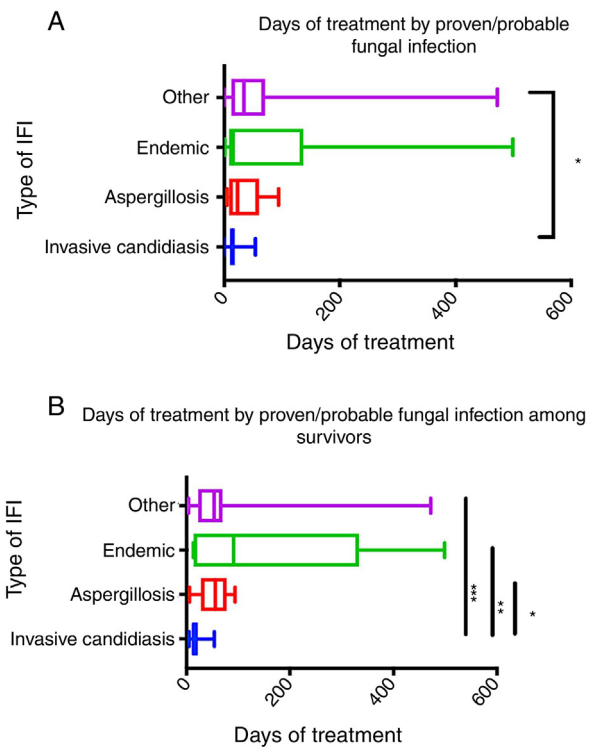 A
Days of treatment by proven/probable
fungal infection
Type of IFI
Other
Endemic
Aspergillosis
Invasive candidiasis
*
0
200
400
600
Days of treatment
B
Days of treatment by proven/probable fungal infection among
survivors
Type of IFI
Other
Endemic
Aspergillosis
Invasive candidiasis
***
**
*
0
200
400
600
Days of treatment